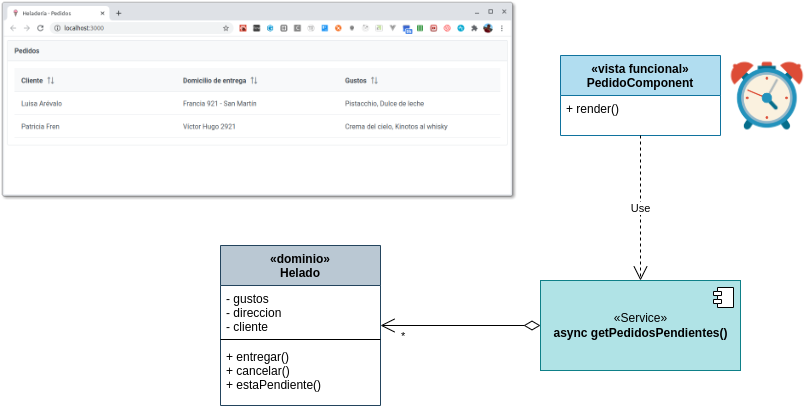 Heladería - Pedidos
localhost:3000
Pedidos
Cliente Domicilio de entrega Gustos
Luisa Arévalo Francia 921 - San Martín Pistacchio, Dulce de leche
Patricia Fren Víctor Hugo 2921 Crema del cielo, Kinotos al whisky
«vista funcional»
PedidoComponent
+ render()
Use
«dominio»
Helado
- gustos
- direccion
- cliente
+ entregar()
+ cancelar()
+ estaPendiente()
*
«Service»
async getPedidosPendientes()